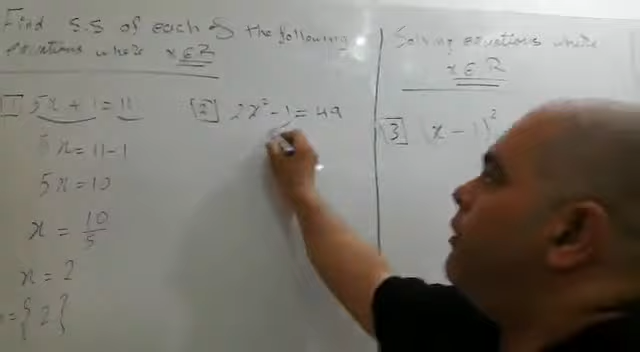 Find S.S of each of the following
equations where x ∈ R
[1] 5x + 1 = 11
5x = 11-1
5x = 10
x = 10/5
x = 2
= { 2 }
[2] 2x² - 1 = 49
Solving equations where
x ∈ R
[3] (x - 1)²